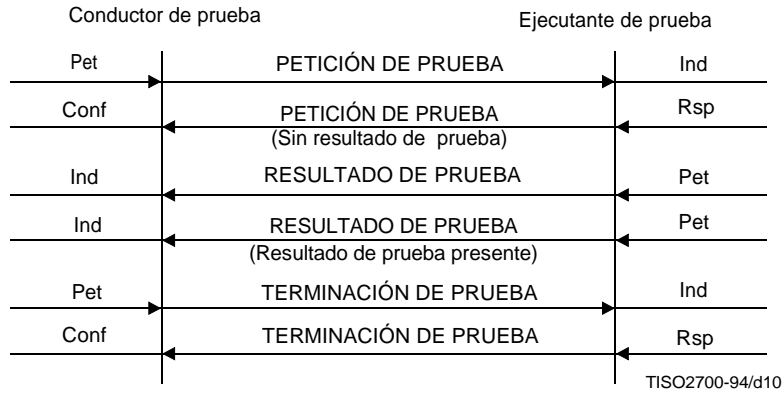 Conductor de prueba Ejecutante de prueba
Pet PETICIÓN DE PRUEBA Ind
Conf PETICIÓN DE PRUEBA Rsp
(Sin resultado de prueba)
Ind RESULTADO DE PRUEBA Pet
Ind RESULTADO DE PRUEBA Pet
(Resultado de prueba presente)
Pet TERMINACIÓN DE PRUEBA Ind
Conf TERMINACIÓN DE PRUEBA Rsp
TISO2700-94/d10